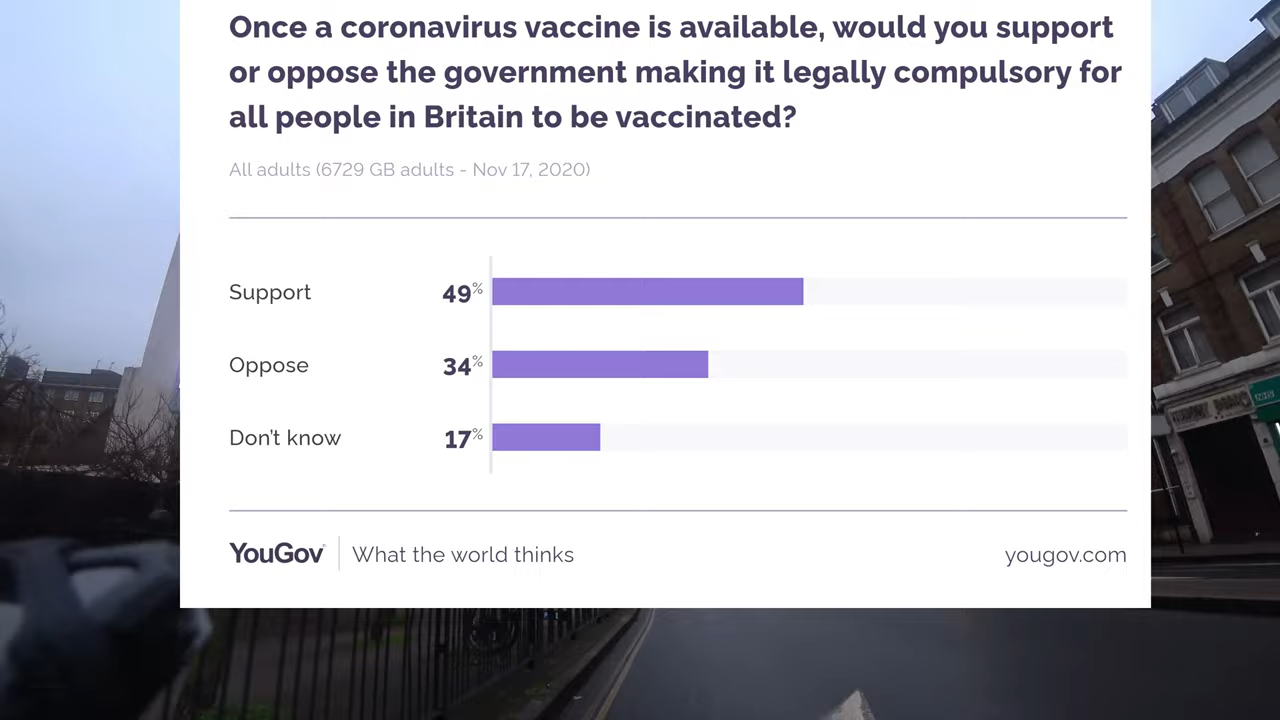 Once a coronavirus vaccine is available, would you support
or oppose the government making it legally compulsory for
all people in Britain to be vaccinated?
All adults (6729 GB adults - Nov 17, 2020)
Support 49%
Oppose 34%
Don't know 17%
YouGov What the world thinks yougov.com